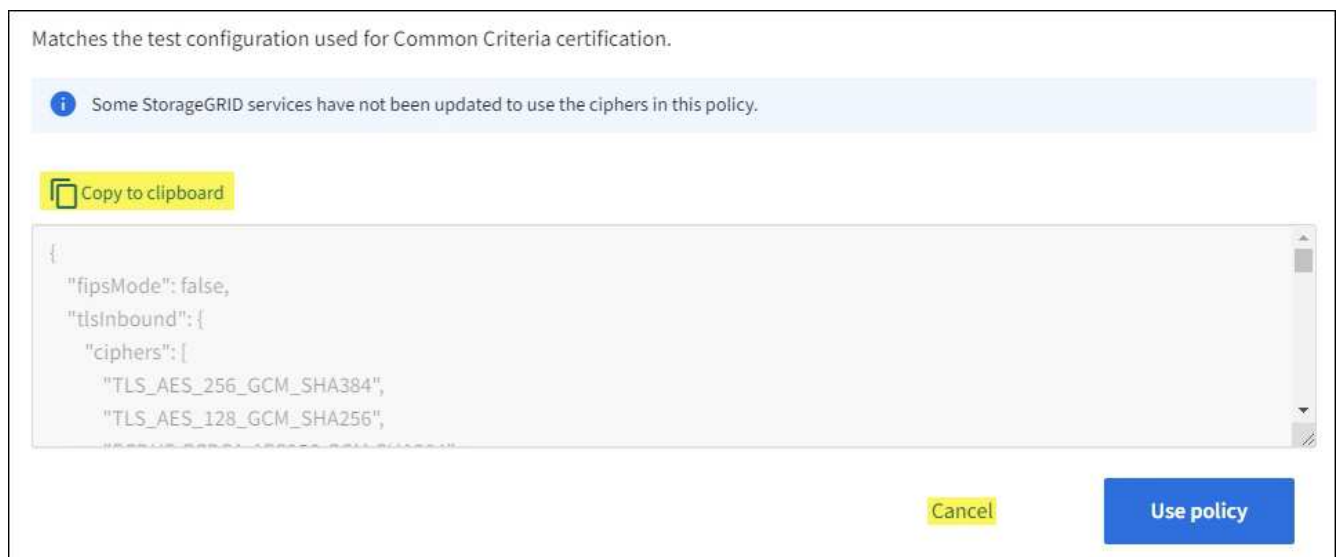 Matches the test configuration used for Common Criteria certification.
Some StorageGRID services have not been updated to use the ciphers in this policy.
Copy to clipboard
{
"fipsMode": false,
"tlsInbound": {
"ciphers": [
"TLS_AES_256_GCM_SHA384",
"TLS_AES_128_GCM_SHA256",
Cancel
Use policy